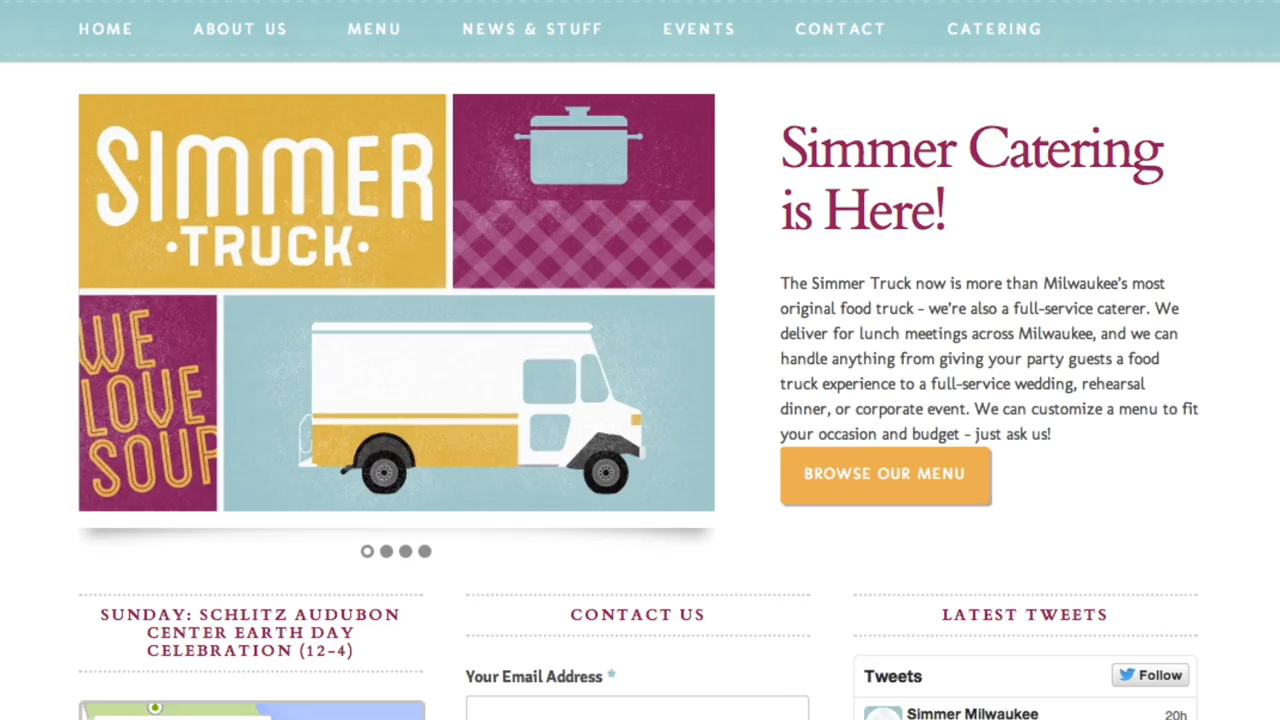 HOME ABOUT US MENU NEWS & STUFF EVENTS CONTACT CATERING
SIMMER
·TRUCK·
WE
LOVE
SOUP
Simmer Catering
is Here!
The Simmer Truck now is more than Milwaukee's most
original food truck - we're also a full-service caterer. We
deliver for lunch meetings across Milwaukee, and we can
handle anything from giving your party guests a food
truck experience to a full-service wedding, rehearsal
dinner, or corporate event. We can customize a menu to fit
your occasion and budget - just ask us!
BROWSE OUR MENU
SUNDAY: SCHLITZ AUDUBON
CENTER EARTH DAY
CELEBRATION (12-4)
CONTACT US
Your Email Address *
LATEST TWEETS
Tweets Follow
Simmer Milwaukee 20h